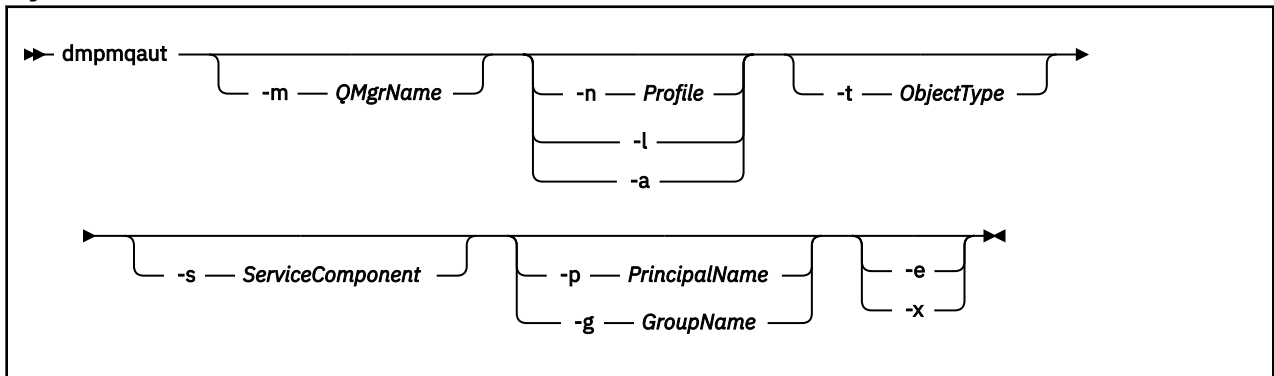 dmpmqaut
-m QMgrName
-n Profile
-t ObjectType
-l
-a
-s ServiceComponent
-p PrincipalName
-e
-g GroupName
-x